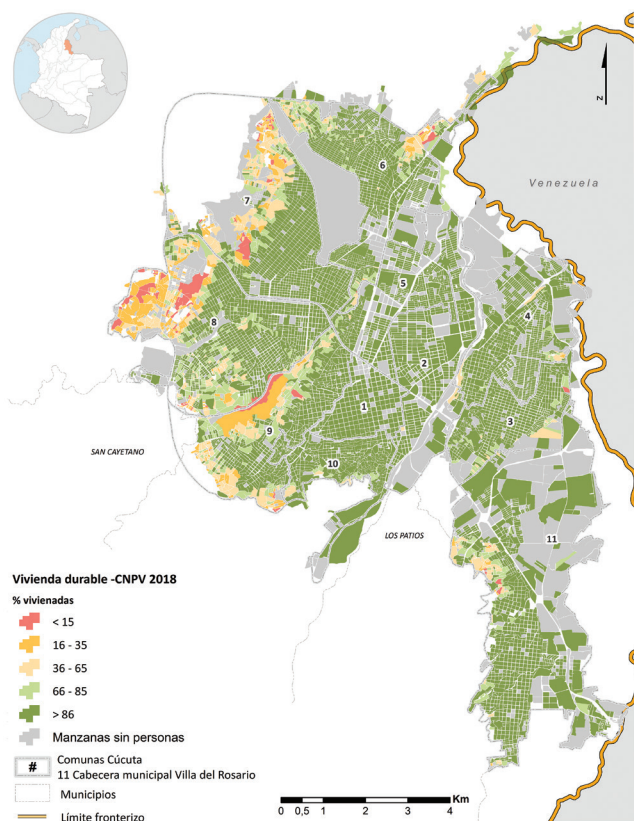 N
Venezuela
6
7
5
4
8
2
1
3
9
10
SAN CAYETANO
LOS PATIOS
11
Vivienda durable -CNPV 2018
% vivienadas
< 15
16 - 35
36 - 65
66 - 85
> 86
Manzanas sin personas
# Comunas Cúcuta
11 Cabecera municipal Villa del Rosario
Municipios
Límite fronterizo
Km
0 0,5 1 2 3 4